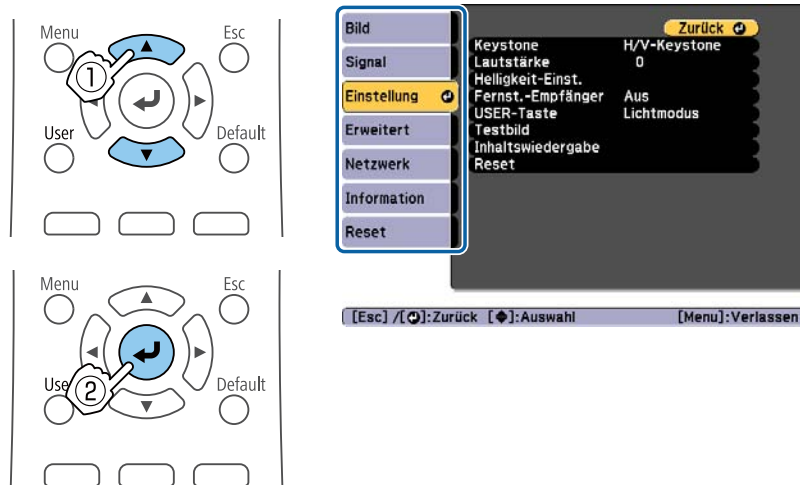 Menu
Esc
1
User
Default
Menu
Esc
Use
2
Default
Bild
Signal
Einstellung
Erweitert
Netzwerk
Information
Reset
Zurück
Keystone H/V-Keystone
Lautstärke 0
Helligkeit-Einst.
Fernst.-Empfänger Aus
USER-Taste Lichtmodus
Testbild
Inhaltswiedergabe
Reset
[Esc] /[⏎]:Zurück [◆]:Auswahl [Menu]:Verlassen